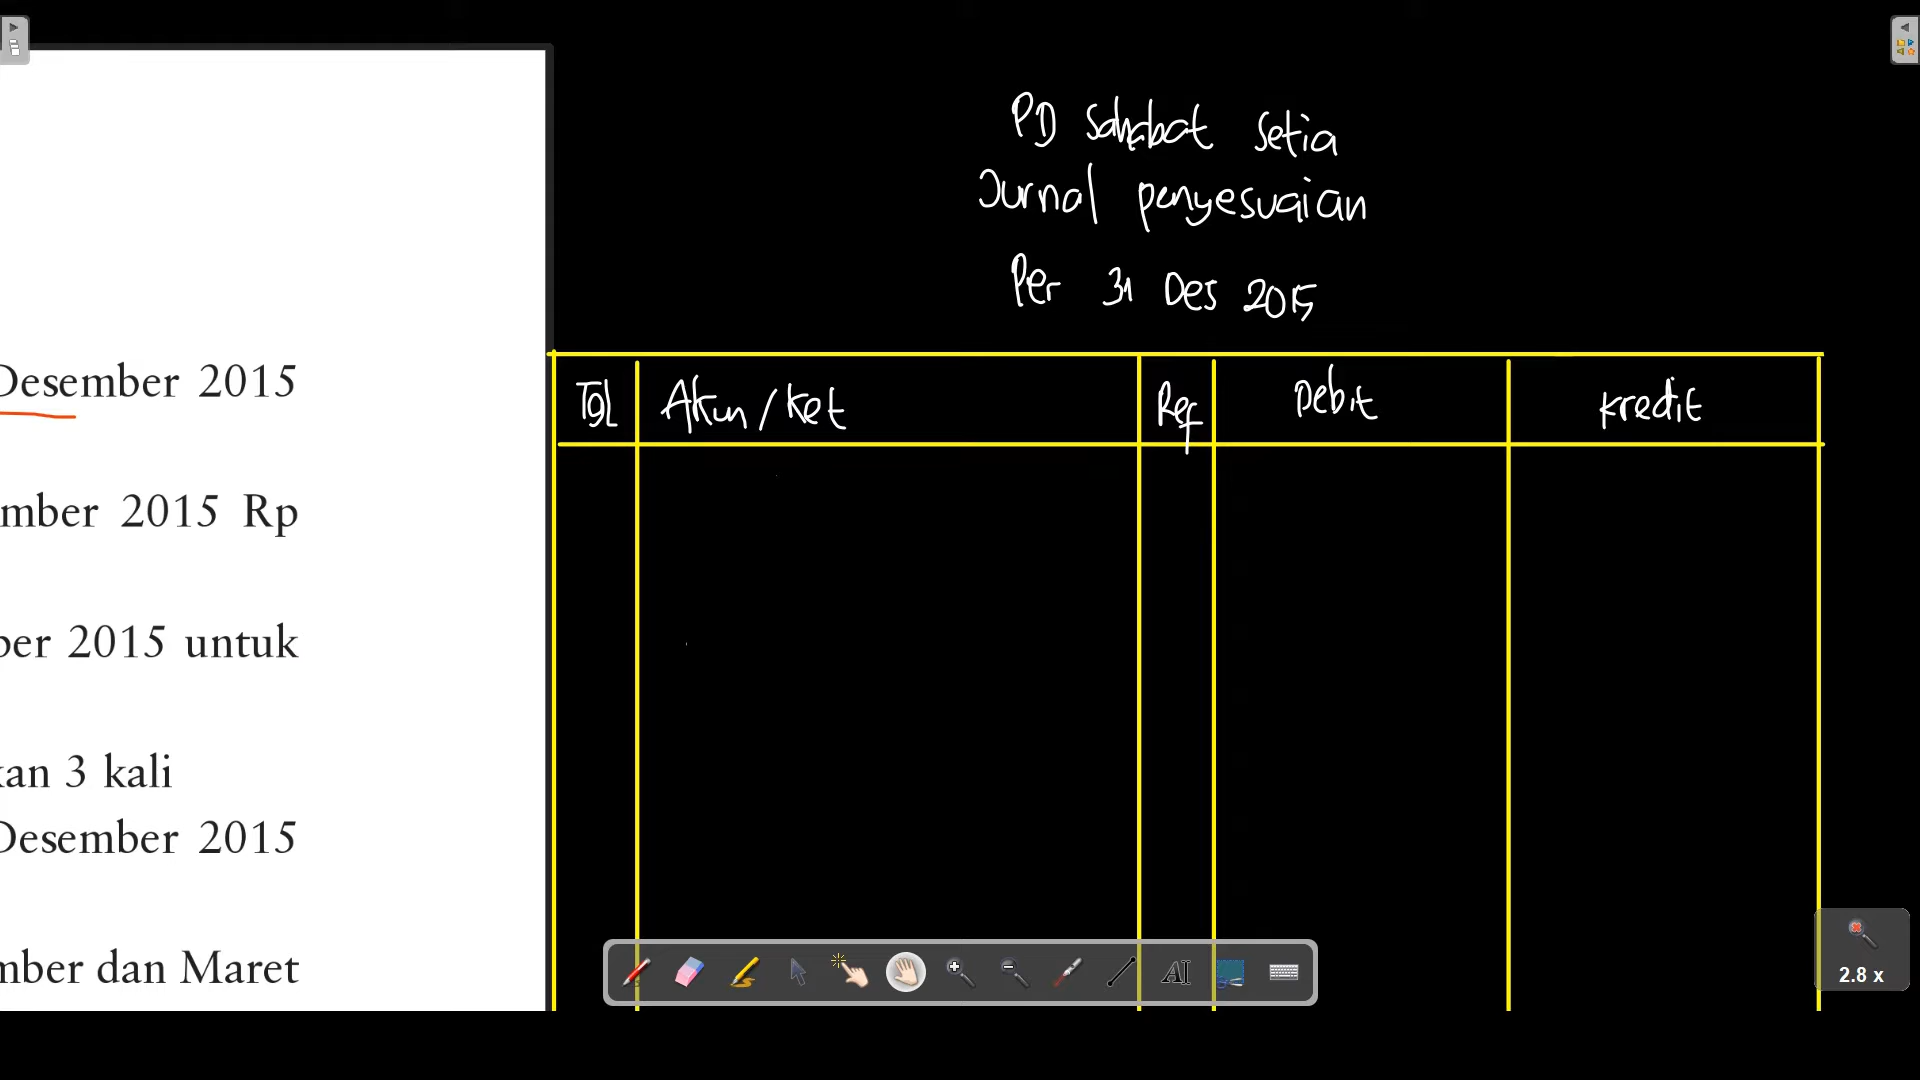 Desember 2015
mber 2015 Rp
ber 2015 untuk
kan 3 kali
Desember 2015
mber dan Maret
PD Sahabat Setia
Jurnal penyesuaian
Per 31 Des 2015
Tgl Akun/Ket Ref Debit Kredit
AI
2.8 x